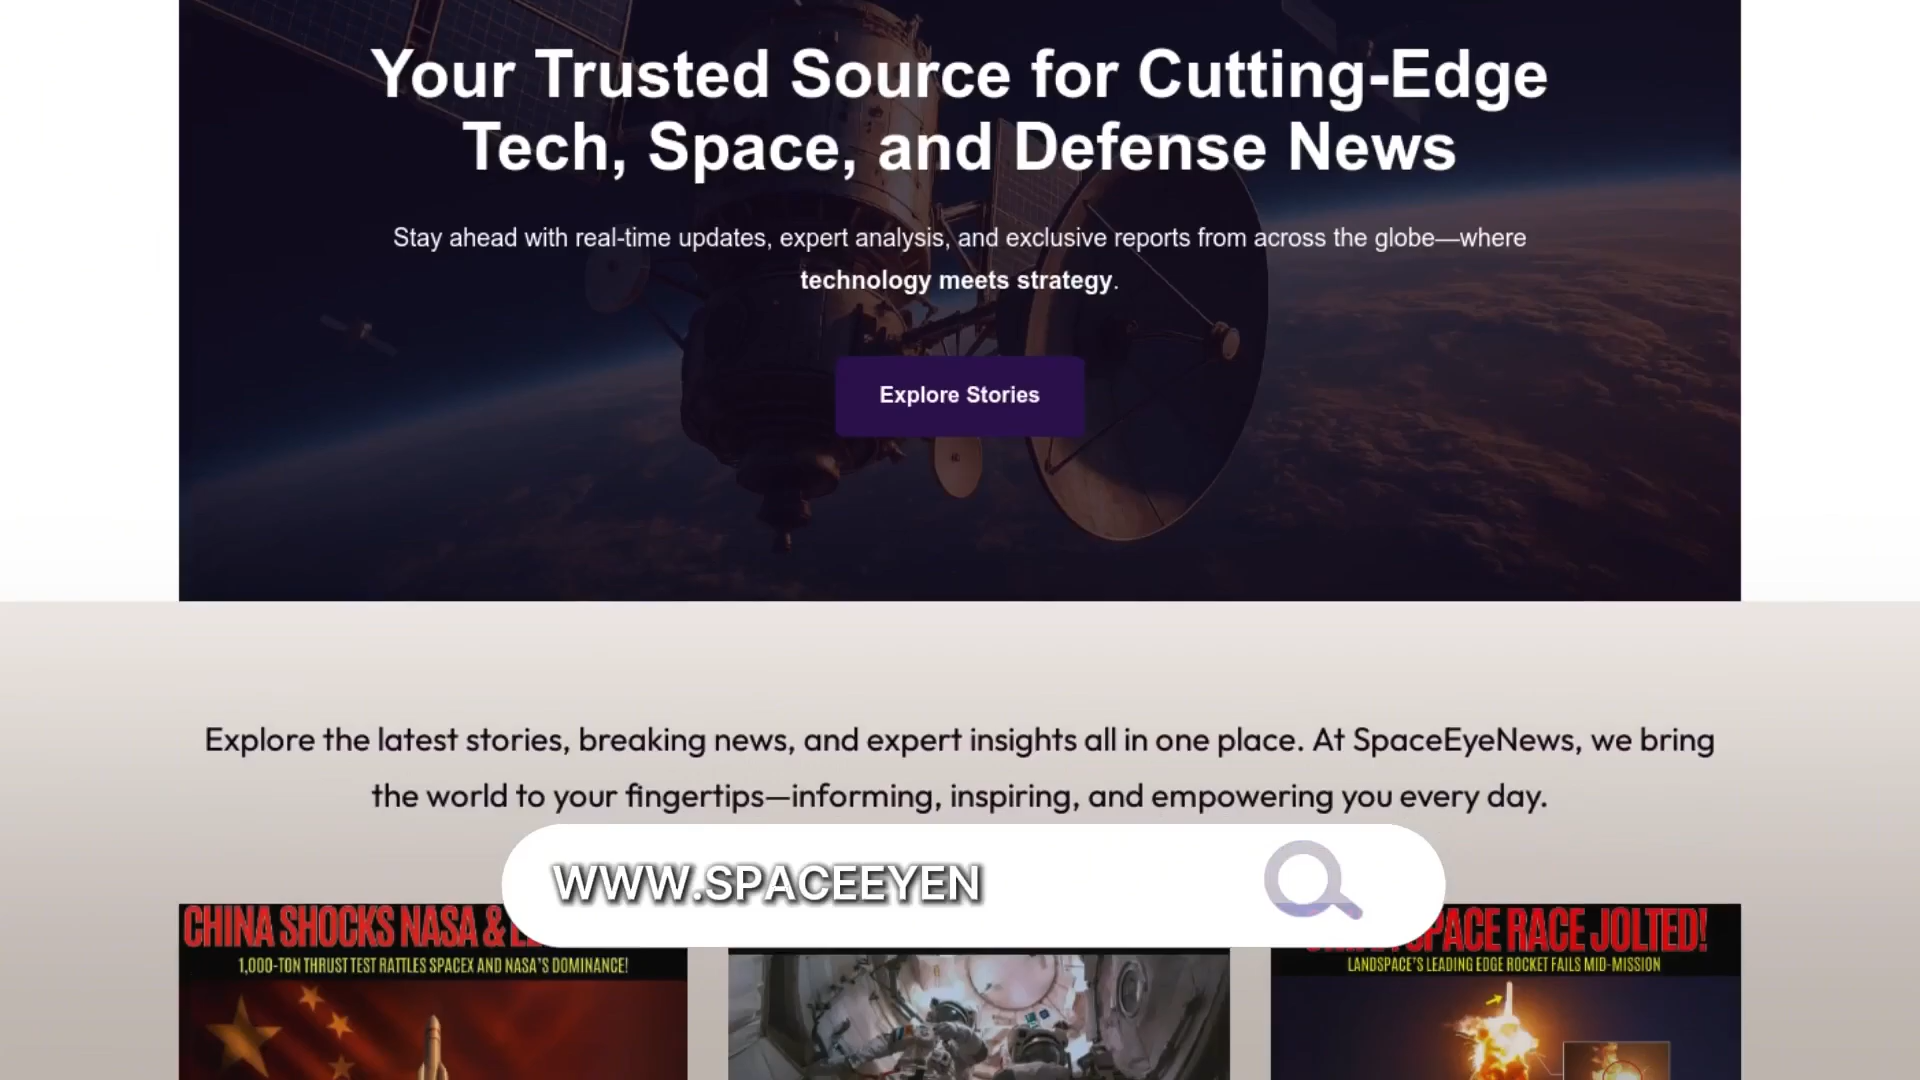 Your Trusted Source for Cutting-Edge
Tech, Space, and Defense News
Stay ahead with real-time updates, expert analysis, and exclusive reports from across the globe—where
technology meets strategy.
Explore Stories
Explore the latest stories, breaking news, and expert insights all in one place. At SpaceEyeNews, we bring
the world to your fingertips—informing, inspiring, and empowering you every day.
WWW.SPACEEYEN
CHINA SHOCKS NASA &
1,000-TON THRUST TEST RATTLES SPACEX AND NASA'S DOMINANCE!
SPACE RACE JOLTED!
LANDSPACE'S LEADING EDGE ROCKET FAILS MID-MISSION